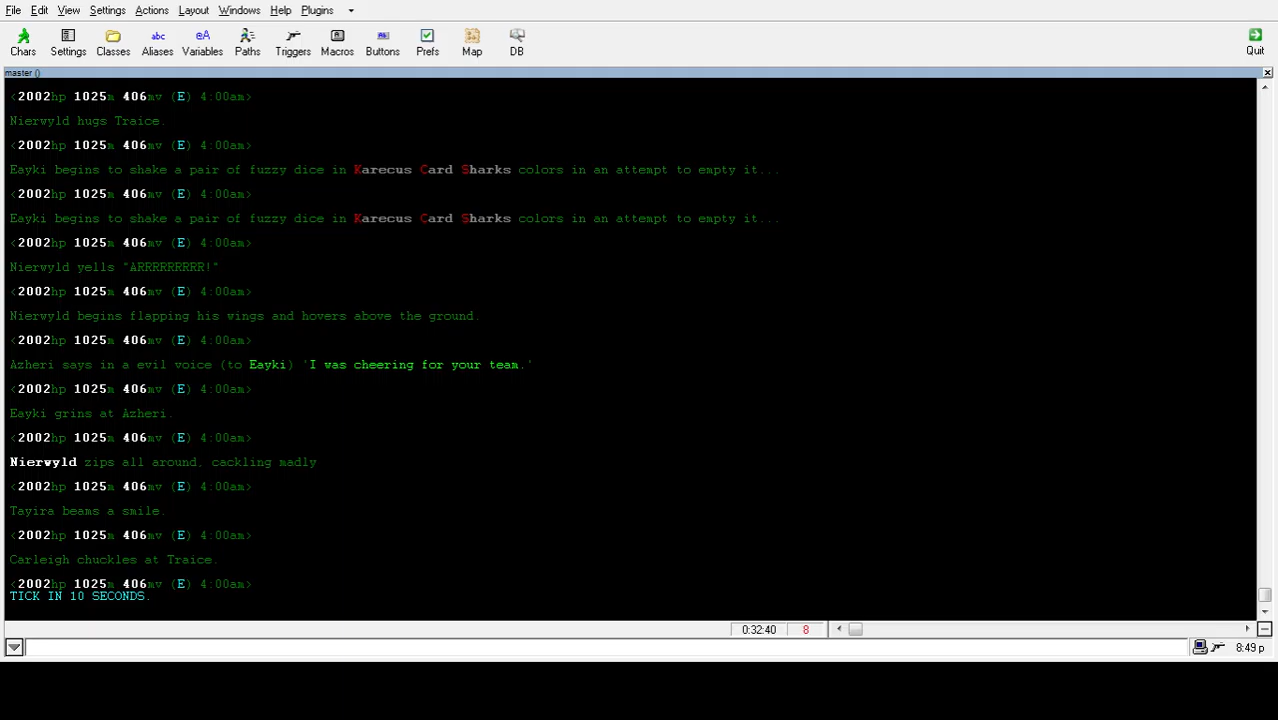 File Edit View Settings Actions Layout Windows Help Plugins
Chars Settings Classes Aliases Variables Paths Triggers Macros Buttons Prefs Map DB Quit
master ()
<2002hp 1025m 406mv (E) 4:00am>
Nierwyld hugs Traice.
<2002hp 1025m 406mv (E) 4:00am>
Eayki begins to shake a pair of fuzzy dice in Karecus Card Sharks colors in an attempt to empty it...
<2002hp 1025m 406mv (E) 4:00am>
Eayki begins to shake a pair of fuzzy dice in Karecus Card Sharks colors in an attempt to empty it...
<2002hp 1025m 406mv (E) 4:00am>
Nierwyld yells "ARRRRRRRRR!"
<2002hp 1025m 406mv (E) 4:00am>
Nierwyld begins flapping his wings and hovers above the ground.
<2002hp 1025m 406mv (E) 4:00am>
Azheri says in a evil voice (to Eayki) 'I was cheering for your team.'
<2002hp 1025m 406mv (E) 4:00am>
Eayki grins at Azheri.
<2002hp 1025m 406mv (E) 4:00am>
Nierwyld zips all around, cackling madly
<2002hp 1025m 406mv (E) 4:00am>
Tayira beams a smile.
<2002hp 1025m 406mv (E) 4:00am>
Carleigh chuckles at Traice.
<2002hp 1025m 406mv (E) 4:00am>
TICK IN 10 SECONDS.
0:32:40 8
8:49 p